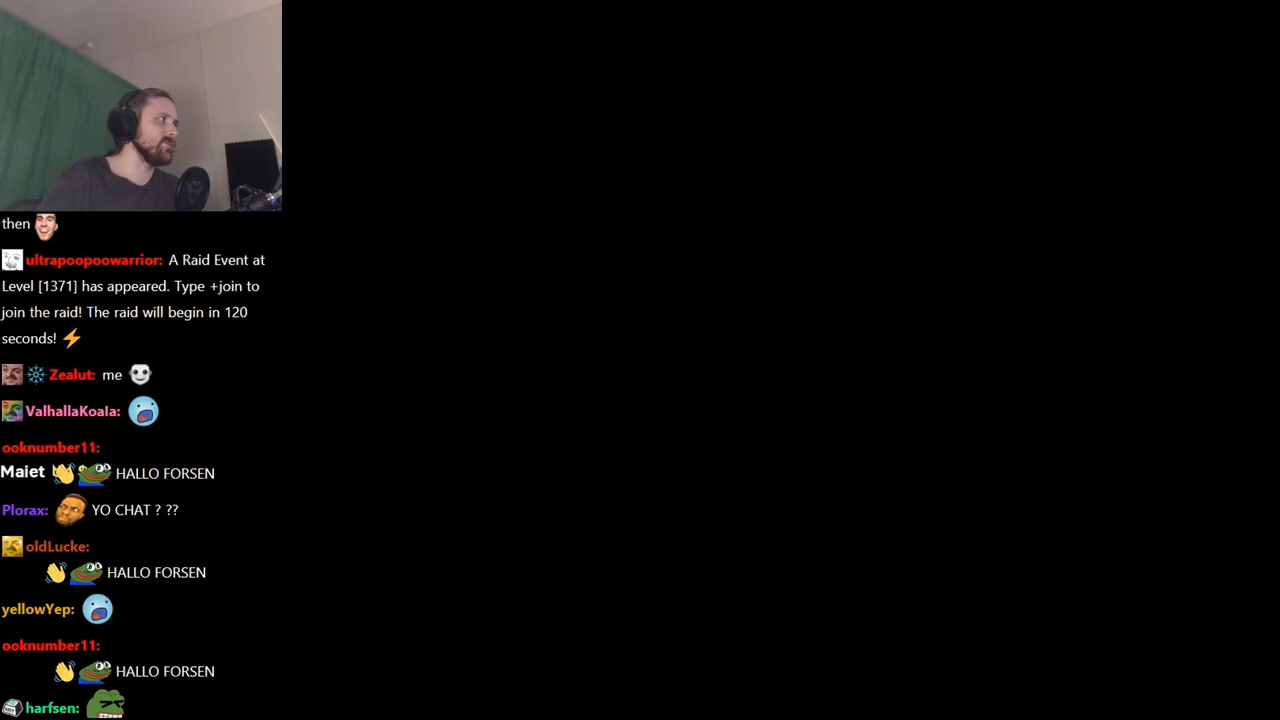 then
ultrapoopoowarrior: A Raid Event at
Level [1371] has appeared. Type +join to
join the raid! The raid will begin in 120
seconds!
Zealut: me
ValhallaKoala:
ooknumber11:
Maiet HALLO FORSEN
Plorax: YO CHAT ? ??
oldLucke:
HALLO FORSEN
yellowYep:
ooknumber11:
HALLO FORSEN
harfsen: